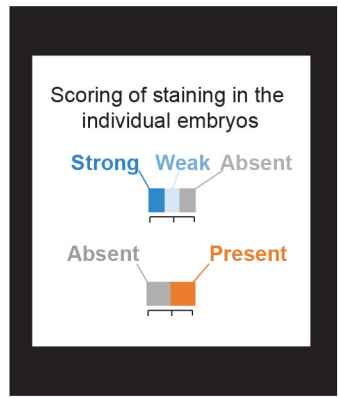 Scoring of staining in the
individual embryos
Strong Weak Absent
Absent Present